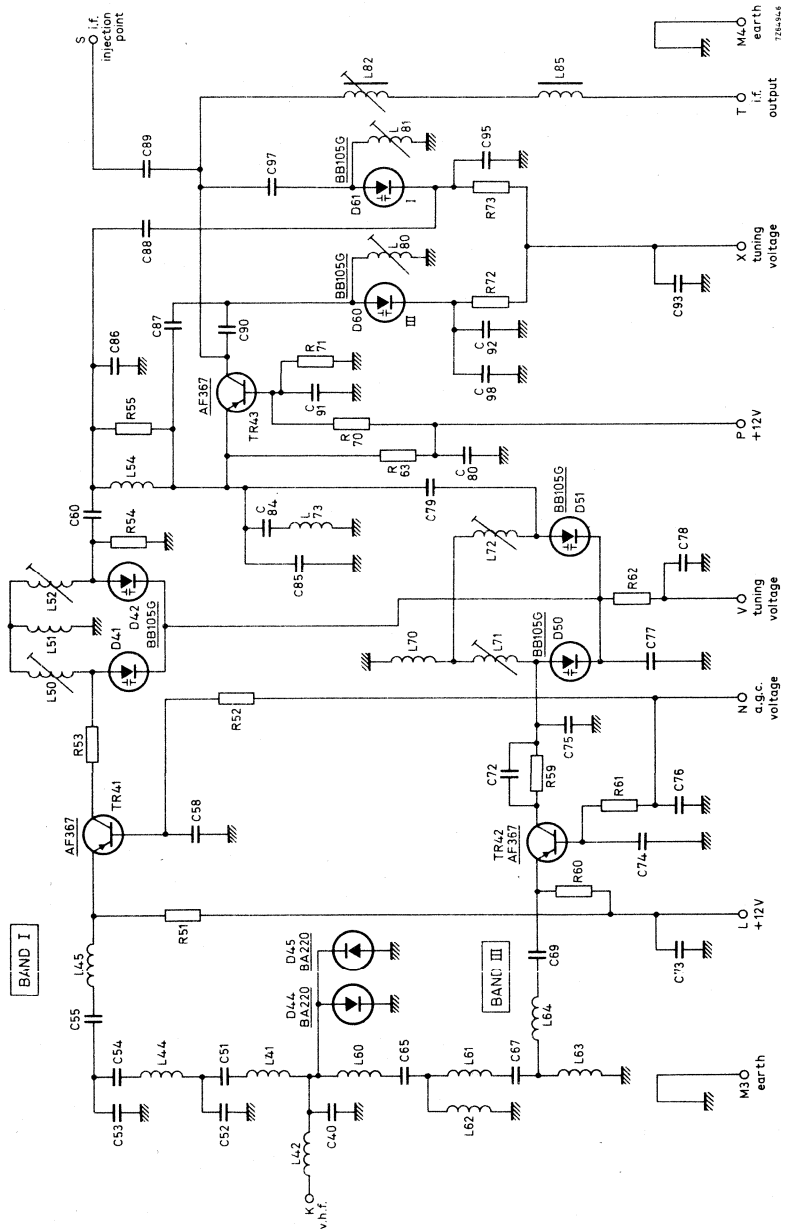 BAND I
C53
C54
L44
C55
L45
C52
C51
L41
K
v.h.f.
L42
C40
D44
BA220
D45
BA220
L60
C65
L62
L61
C67
L63
L64
C69
BAND III
M3
earth
R51
AF367
TR41
C58
R53
R52
L
+12V
C73
R60
TR42
AF367
C74
R61
C76
C72
R59
C75
N
a.g.c.
voltage
L50
L51
L52
D41
D42
BB105G
R54
C60
L70
L71
L72
BB105G
D50
BB105G
D51
C77
R62
C78
V
tuning
voltage
L54
R55
C86
C87
C88
C85
C
84
L
73
C79
R
63
C
80
R
70
C
91
R
71
P
+12V
AF367
TR43
C90
BB105G
D60
III
L
80
C
98
C
92
R72
C97
BB105G
D61
I
L
81
C95
R73
C93
X
tuning
voltage
C89
S
i.f.
injection
point
L82
L85
T
i.f.
output
M4
earth
7Z64946